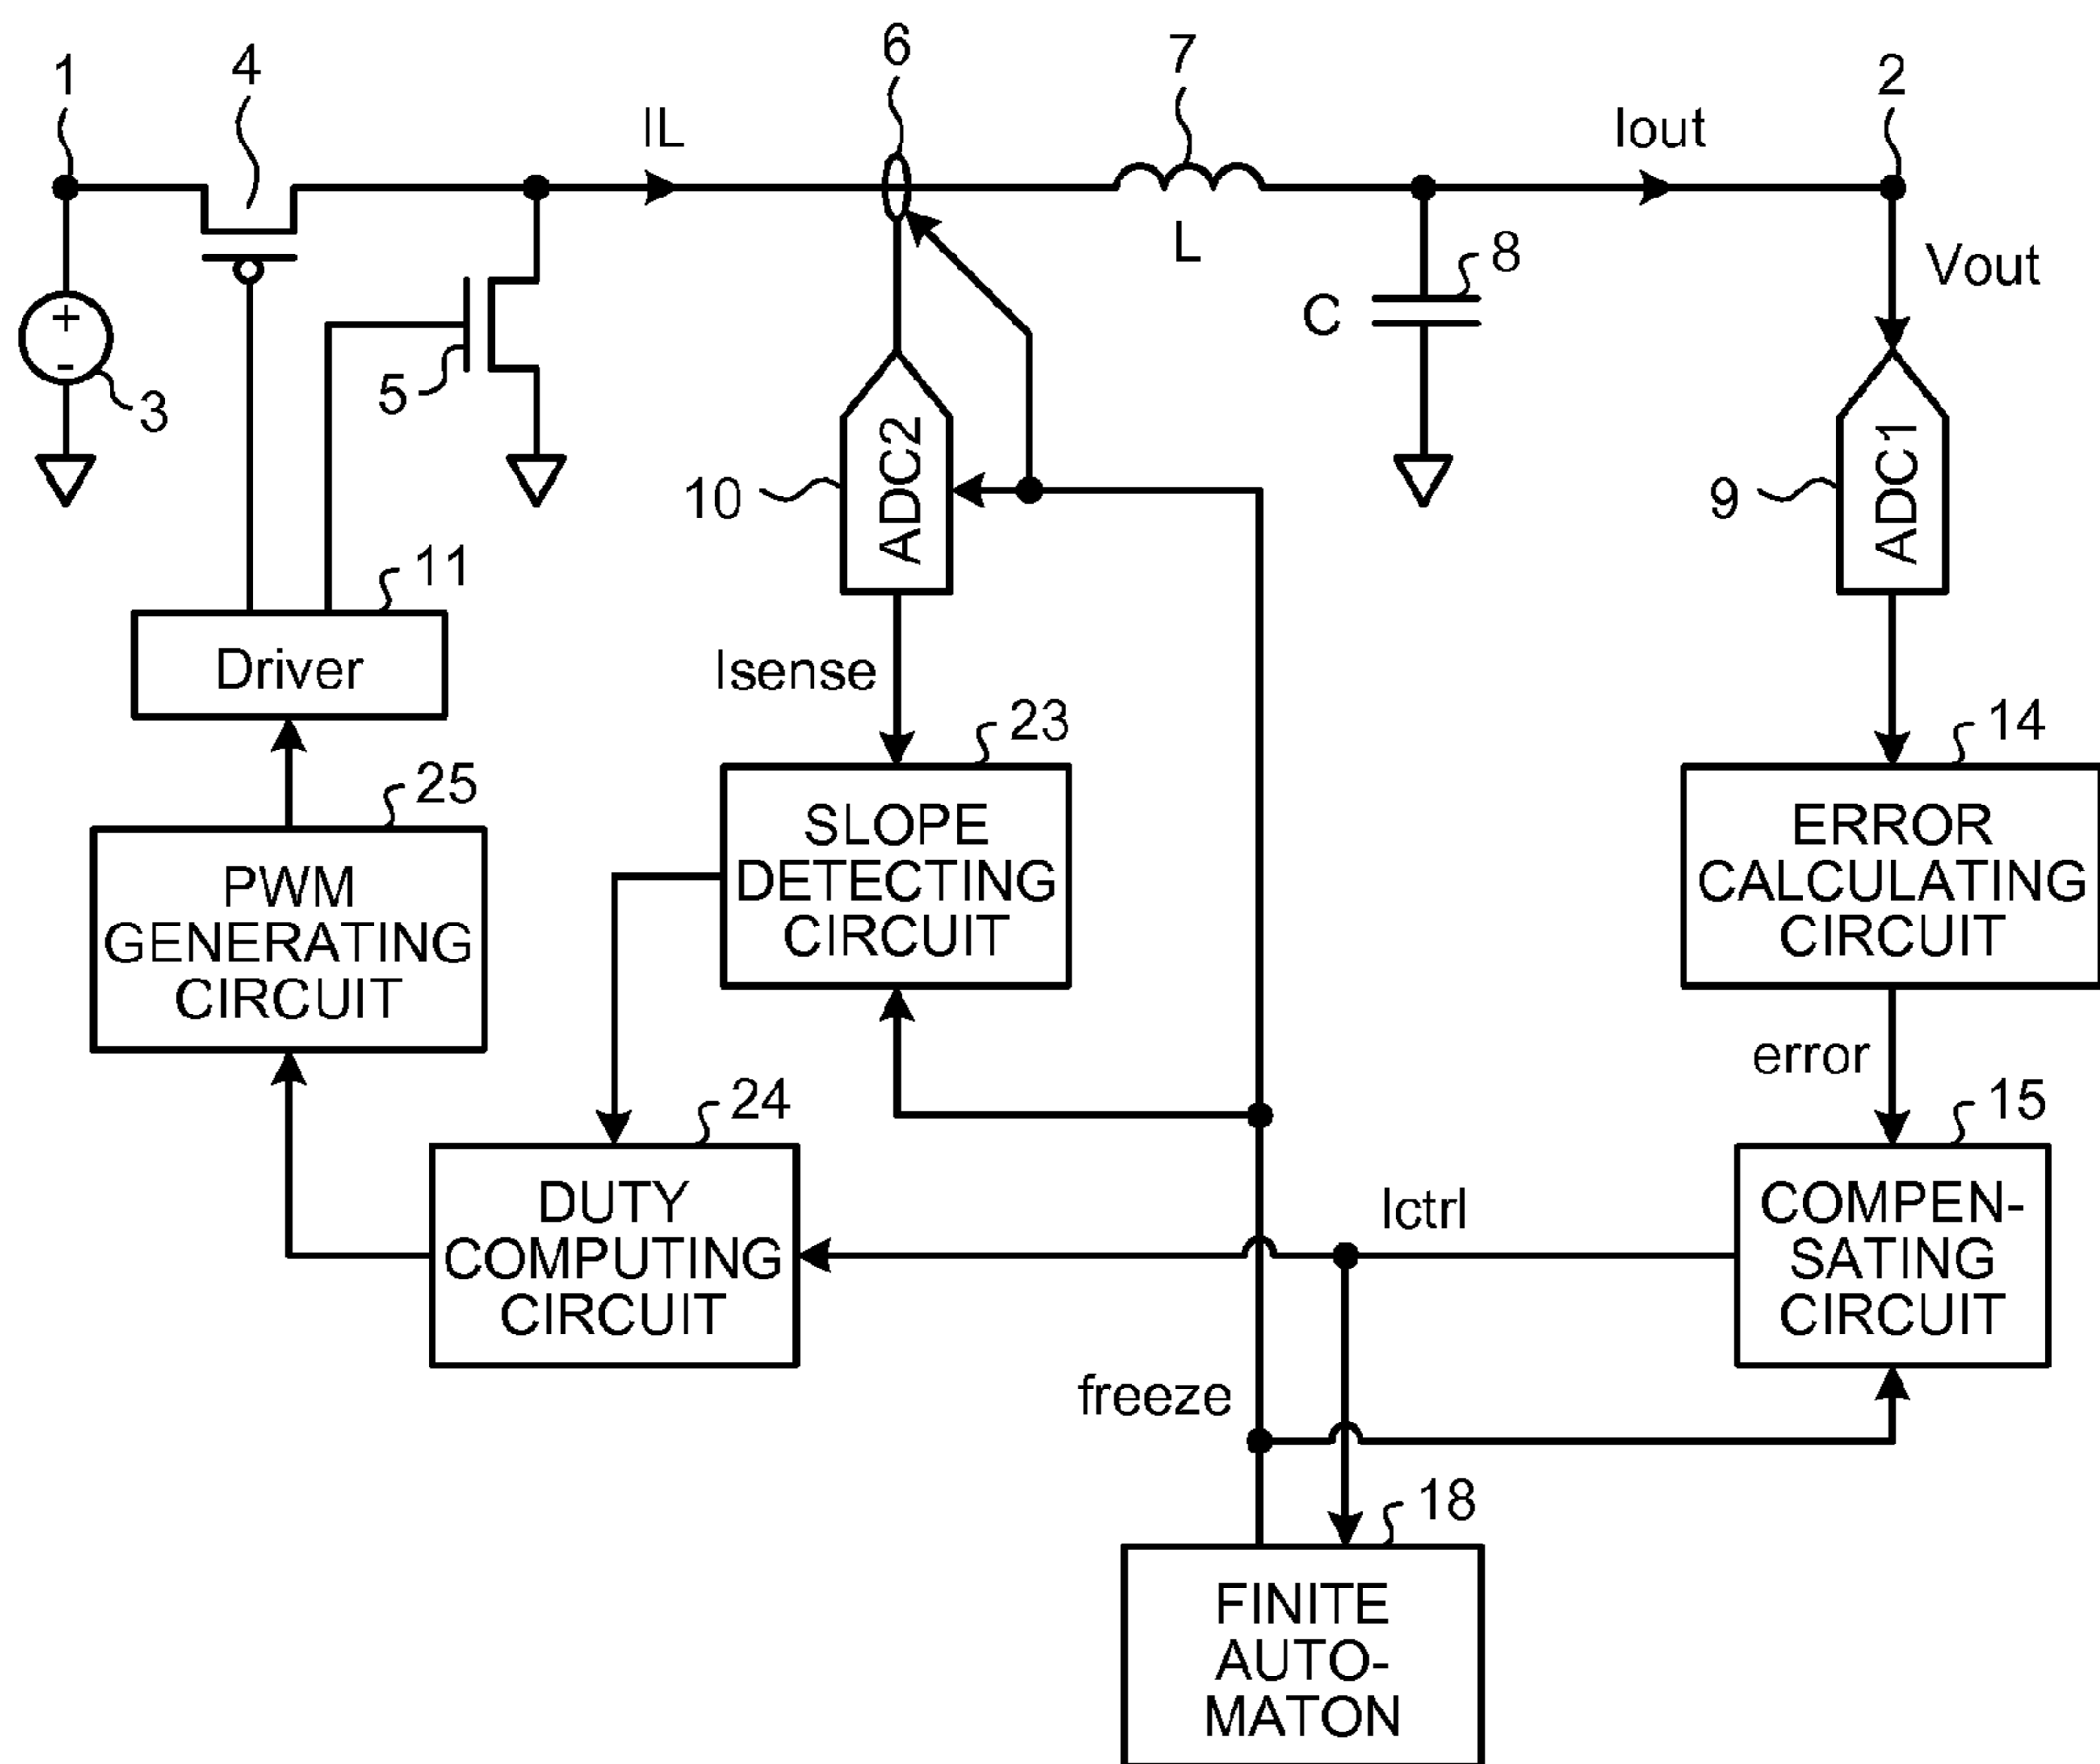 1
4
6
7
2
IL
Iout
L
Vout
+
-
3
5
C
8
10
ADC2
9
ADC1
11
Driver
Isense
23
14
25
SLOPE
DETECTING
CIRCUIT
ERROR
CALCULATING
CIRCUIT
PWM
GENERATING
CIRCUIT
error
24
15
DUTY
COMPUTING
CIRCUIT
Ictrl
COMPEN-
SATING
CIRCUIT
freeze
18
FINITE
AUTO-
MATON